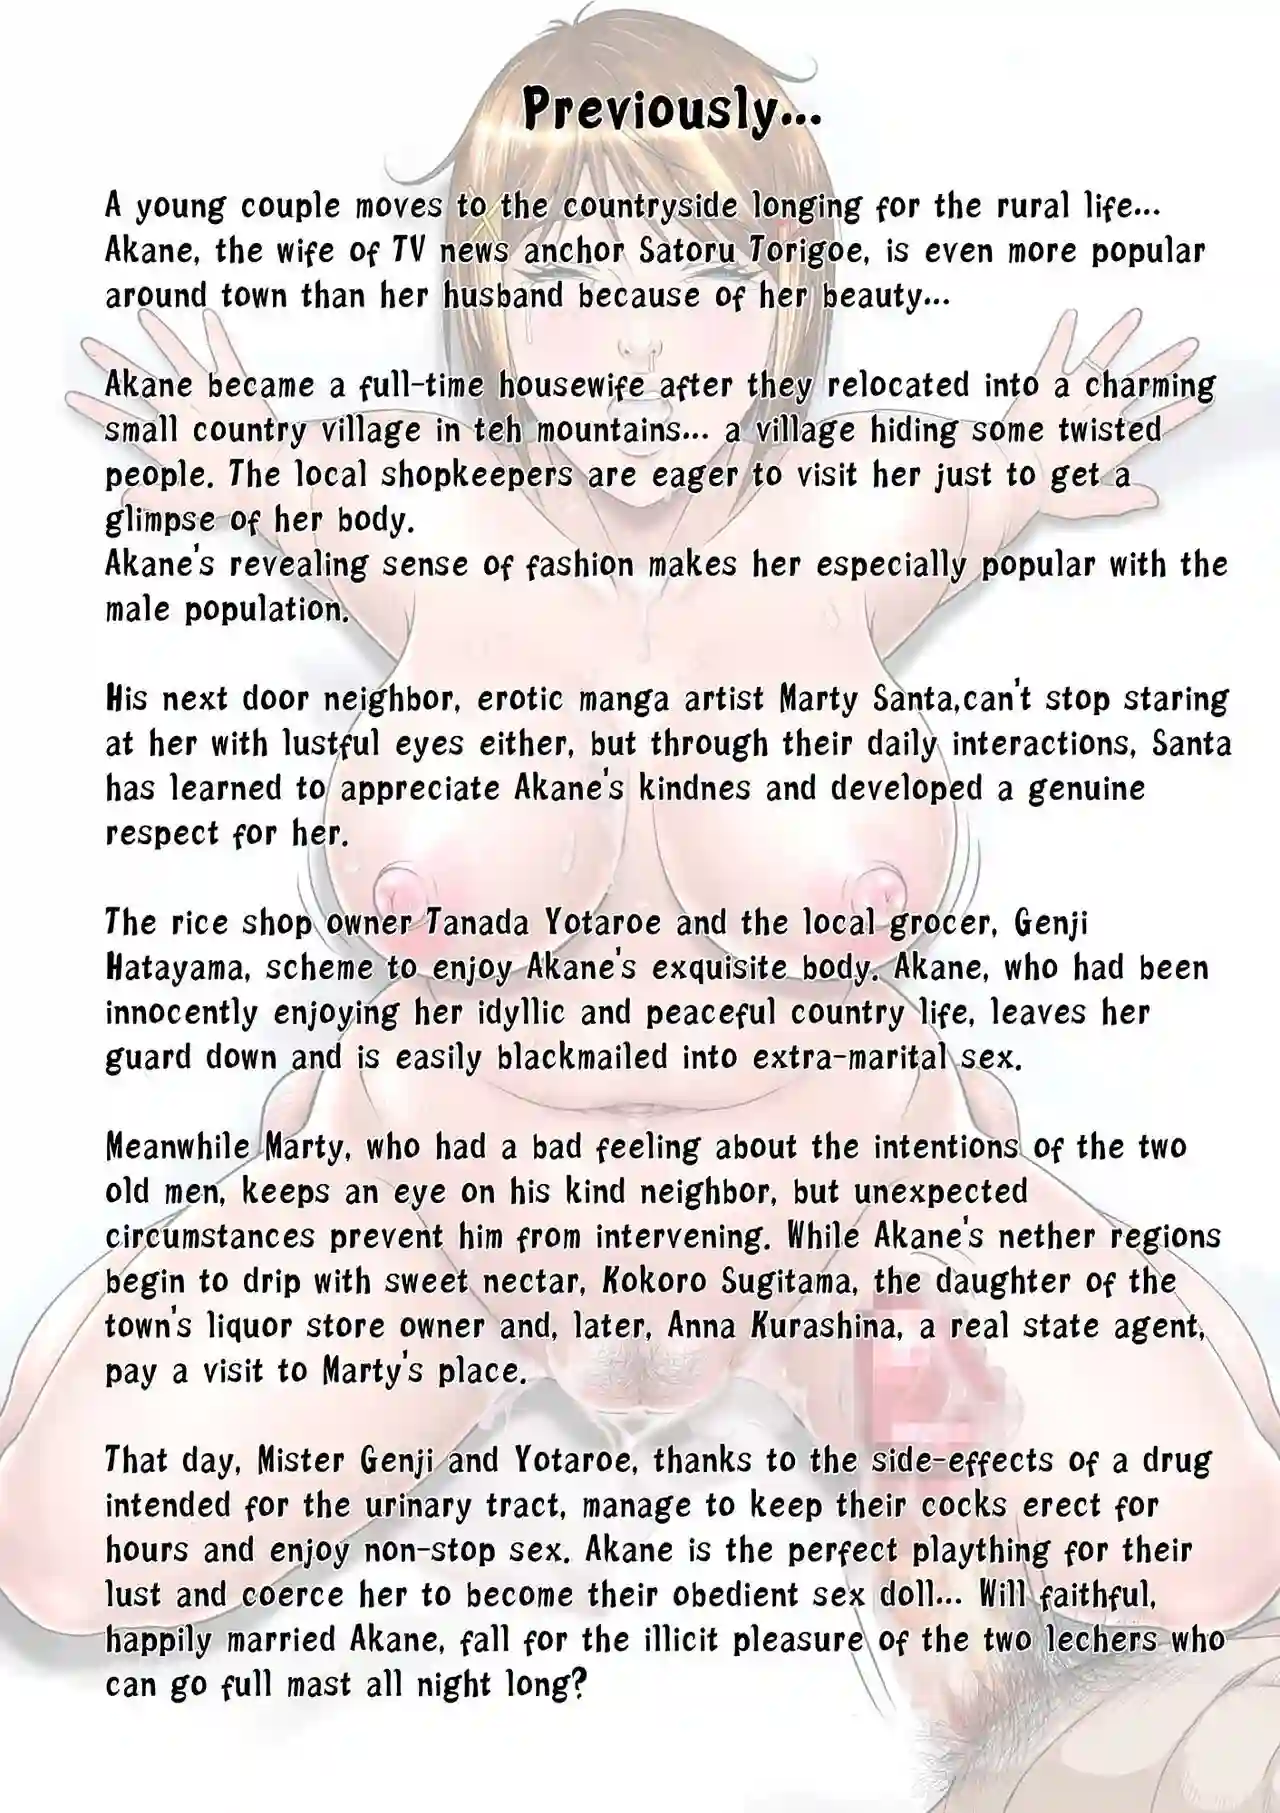 Previously...
A young couple moves to the countryside longing for the rural life...
Akane, the wife of TV news anchor Satoru Torigoe, is even more popular
around town than her husband because of her beauty...
Akane became a full-time housewife after they relocated into a charming
small country village in teh mountains... a village hiding some twisted
people. The local shopkeepers are eager to visit her just to get a
glimpse of her body.
Akane's revealing sense of fashion makes her especially popular with the
male population.
His next door neighbor, erotic manga artist Marty Santa,can't stop staring
at her with lustful eyes either, but through their daily interactions, Santa
has learned to appreciate Akane's kindnes and developed a genuine
respect for her.
The rice shop owner Tanada Yotaroe and the local grocer, Genji
Hatayama, scheme to enjoy Akane's exquisite body. Akane, who had been
innocently enjoying her idyllic and peaceful country life, leaves her
guard down and is easily blackmailed into extra-marital sex.
Meanwhile Marty, who had a bad feeling about the intentions of the two
old men, keeps an eye on his kind neighbor, but unexpected
circumstances prevent him from intervening. While Akane's nether regions
begin to drip with sweet nectar, Kokoro Sugitama, the daughter of the
town's liquor store owner and, later, Anna Kurashina, a real state agent,
pay a visit to Marty's place.
That day, Mister Genji and Yotaroe, thanks to the side-effects of a drug
intended for the urinary tract, manage to keep their cocks erect for
hours and enjoy non-stop sex. Akane is the perfect plaything for their
lust and coerce her to become their obedient sex doll... Will faithful,
happily married Akane, fall for the illicit pleasure of the two lechers who
can go full mast all night long?